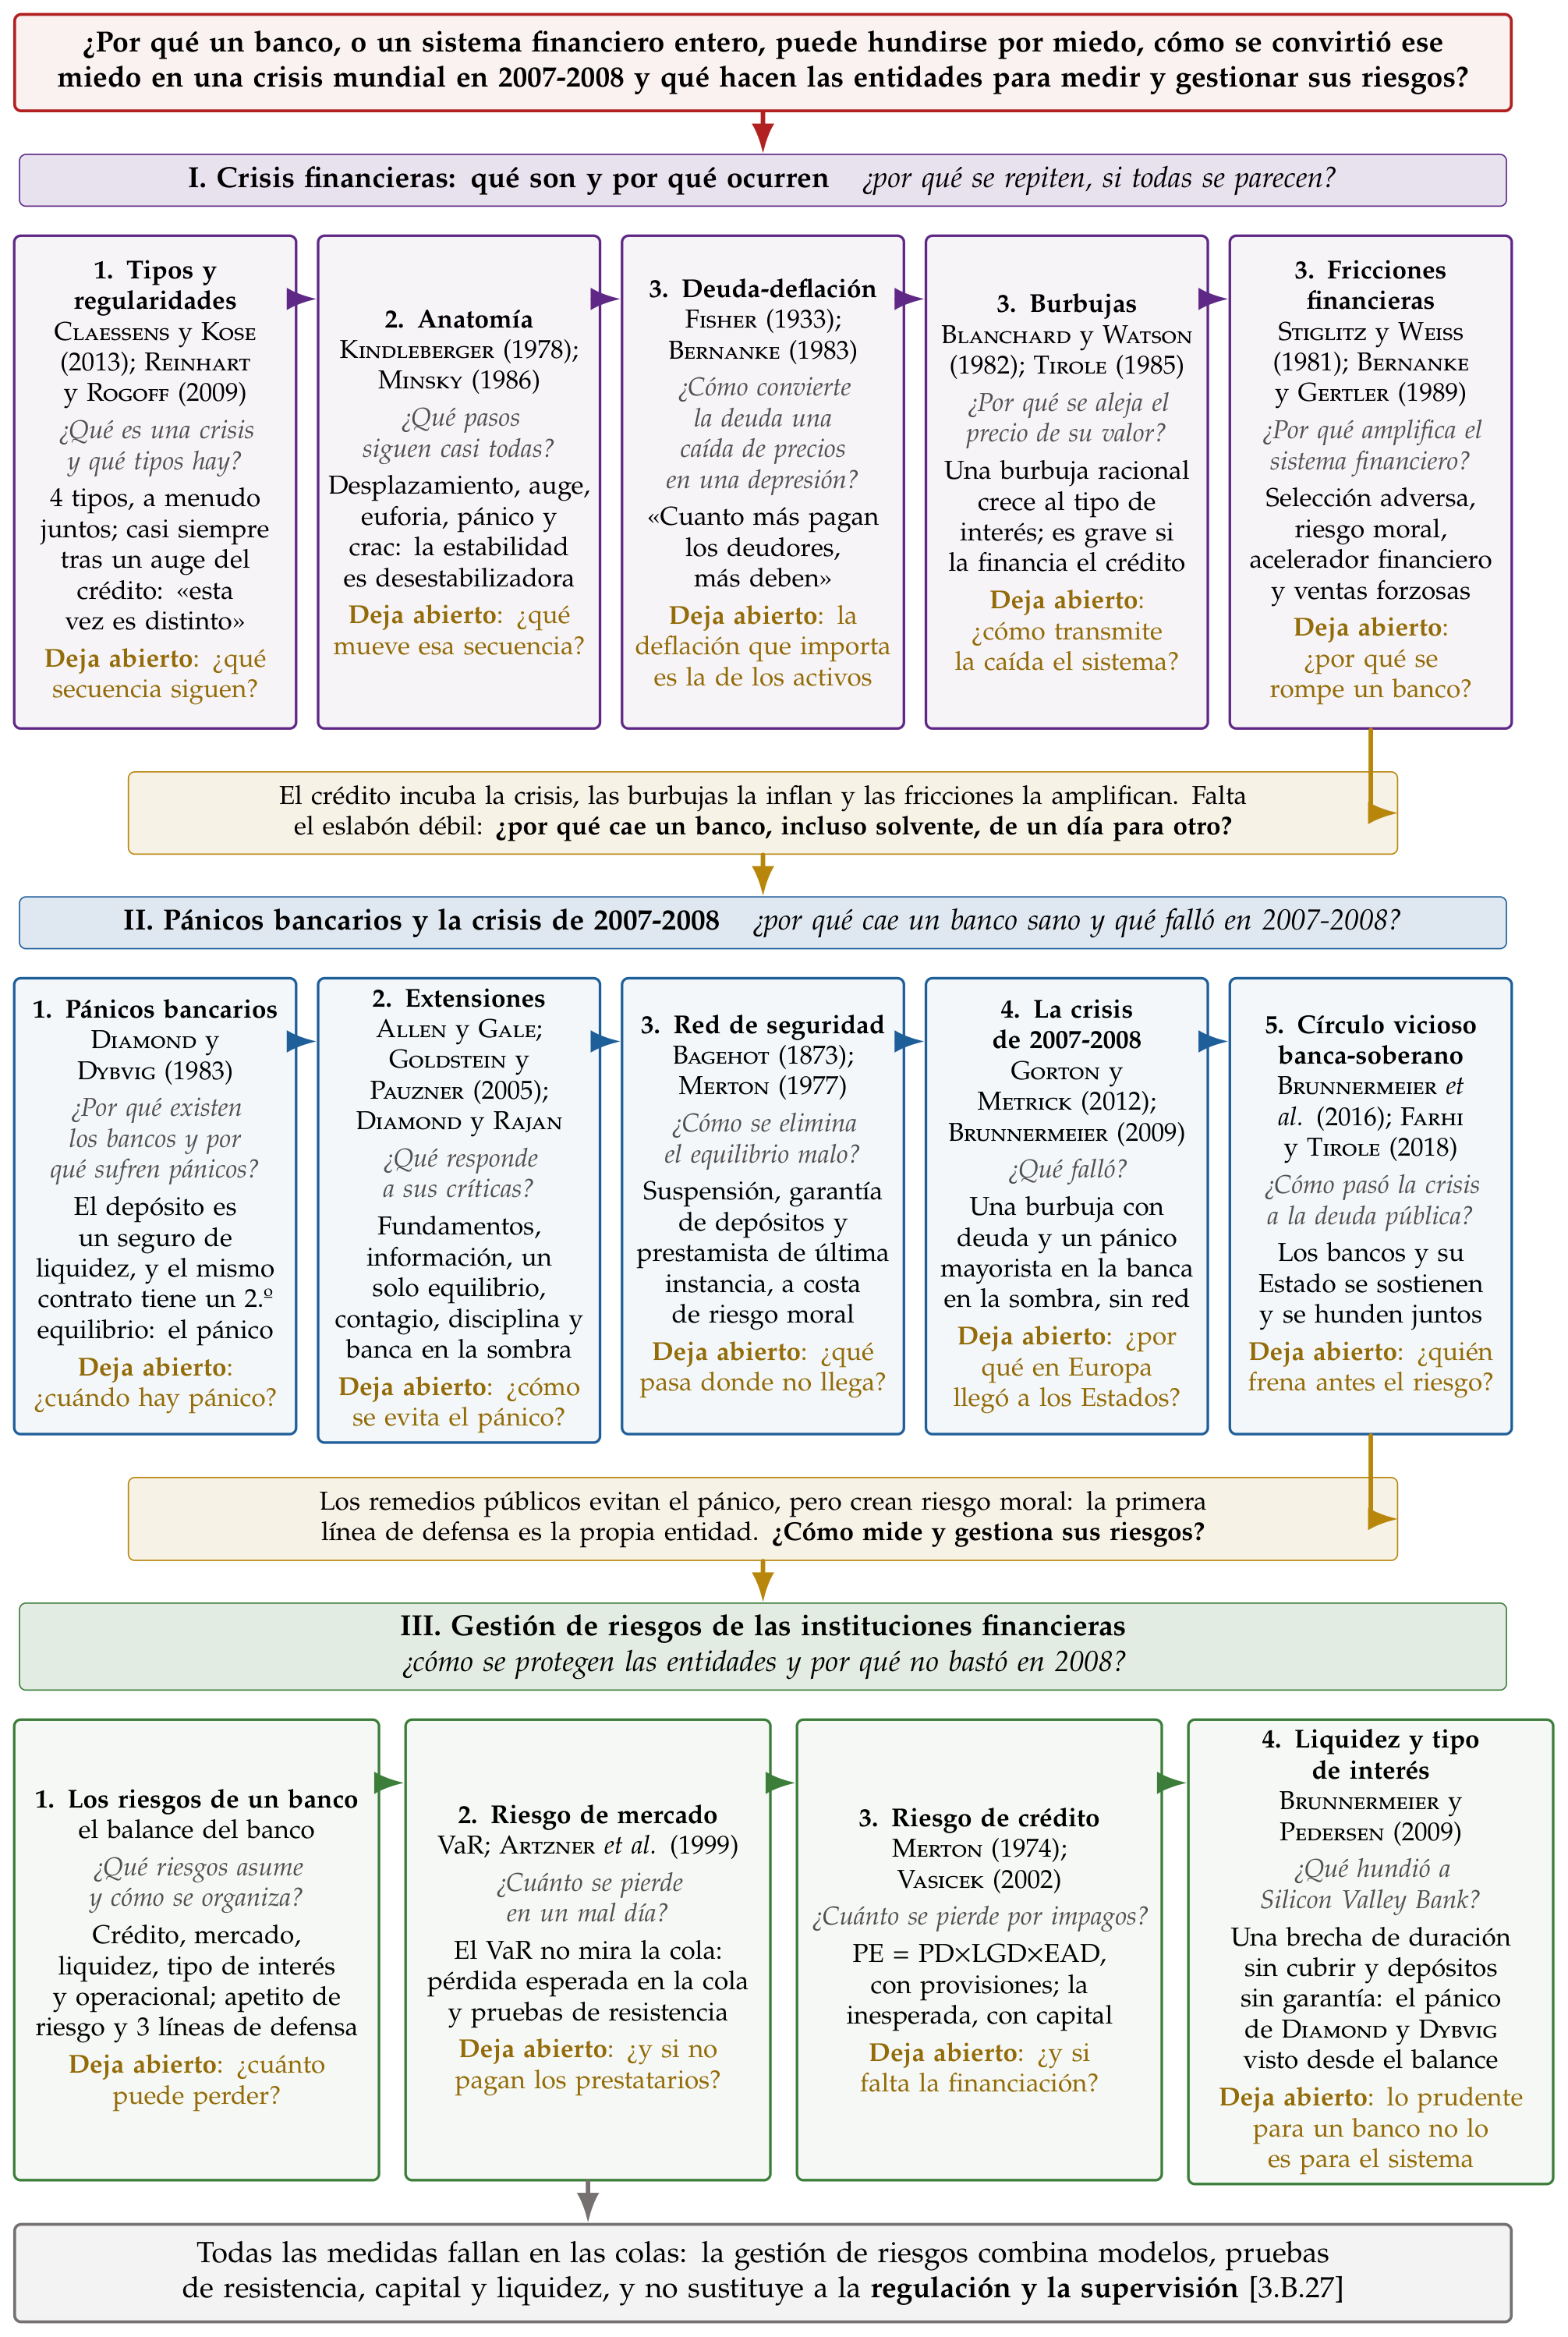 ¿Por qué un banco, o un sistema financiero entero, puede hundirse por miedo, cómo se convirtió ese
miedo en una crisis mundial en 2007-2008 y qué hacen las entidades para medir y gestionar sus riesgos?
I. Crisis financieras: qué son y por qué ocurren ¿por qué se repiten, si todas se parecen?
1. Tipos y
regularidades
Claessens y Kose
(2013); Reinhart
y Rogoff (2009)
¿Qué es una crisis
y qué tipos hay?
4 tipos, a menudo
juntos; casi siempre
tras un auge del
crédito: «esta
vez es distinto»
Deja abierto: ¿qué
secuencia siguen?
2. Anatomía
Kindleberger (1978);
Minsky (1986)
¿Qué pasos
siguen casi todas?
Desplazamiento, auge,
euforia, pánico y
crac: la estabilidad
es desestabilizadora
Deja abierto: ¿qué
mueve esa secuencia?
3. Deuda-deflación
Fisher (1933);
Bernanke (1983)
¿Cómo convierte
la deuda una
caída de precios
en una depresión?
«Cuanto más pagan
los deudores,
más deben»
Deja abierto: la
deflación que importa
es la de los activos
3. Burbujas
Blanchard y Watson
(1982); Tirole (1985)
¿Por qué se aleja el
precio de su valor?
Una burbuja racional
crece al tipo de
interés; es grave si
la financia el crédito
Deja abierto:
¿cómo transmite
la caída el sistema?
3. Fricciones
financieras
Stiglitz y Weiss
(1981); Bernanke
y Gertler (1989)
¿Por qué amplifica el
sistema financiero?
Selección adversa,
riesgo moral,
acelerador financiero
y ventas forzosas
Deja abierto:
¿por qué se
rompe un banco?
El crédito incuba la crisis, las burbujas la inflan y las fricciones la amplifican. Falta
el eslabón débil: ¿por qué cae un banco, incluso solvente, de un día para otro?
II. Pánicos bancarios y la crisis de 2007-2008 ¿por qué cae un banco sano y qué falló en 2007-2008?
1. Pánicos bancarios
Diamond y
Dybvig (1983)
¿Por qué existen
los bancos y por
qué sufren pánicos?
El depósito es
un seguro de
liquidez, y el mismo
contrato tiene un 2.º
equilibrio: el pánico
Deja abierto:
¿cuándo hay pánico?
2. Extensiones
Allen y Gale;
Goldstein y
Pauzner (2005);
Diamond y Rajan
¿Qué responde
a sus críticas?
Fundamentos,
información, un
solo equilibrio,
contagio, disciplina y
banca en la sombra
Deja abierto: ¿cómo
se evita el pánico?
3. Red de seguridad
Bagehot (1873);
Merton (1977)
¿Cómo se elimina
el equilibrio malo?
Suspensión, garantía
de depósitos y
prestamista de última
instancia, a costa
de riesgo moral
Deja abierto: ¿qué
pasa donde no llega?
4. La crisis
de 2007-2008
Gorton y
Metrick (2012);
Brunnermeier (2009)
¿Qué falló?
Una burbuja con
deuda y un pánico
mayorista en la banca
en la sombra, sin red
Deja abierto: ¿por
qué en Europa
llegó a los Estados?
5. Círculo vicioso
banca-soberano
Brunnermeier et
al. (2016); Farhi
y Tirole (2018)
¿Cómo pasó la crisis
a la deuda pública?
Los bancos y su
Estado se sostienen
y se hunden juntos
Deja abierto: ¿quién
frena antes el riesgo?
Los remedios públicos evitan el pánico, pero crean riesgo moral: la primera
línea de defensa es la propia entidad. ¿Cómo mide y gestiona sus riesgos?
III. Gestión de riesgos de las instituciones financieras
¿cómo se protegen las entidades y por qué no bastó en 2008?
1. Los riesgos de un banco
el balance del banco
¿Qué riesgos asume
y cómo se organiza?
Crédito, mercado,
liquidez, tipo de interés
y operacional; apetito de
riesgo y 3 líneas de defensa
Deja abierto: ¿cuánto
puede perder?
2. Riesgo de mercado
VaR; Artzner et al. (1999)
¿Cuánto se pierde
en un mal día?
El VaR no mira la cola:
pérdida esperada en la cola
y pruebas de resistencia
Deja abierto: ¿y si no
pagan los prestatarios?
3. Riesgo de crédito
Merton (1974);
Vasicek (2002)
¿Cuánto se pierde por impagos?
PE = PD×LGD×EAD,
con provisiones; la
inesperada, con capital
Deja abierto: ¿y si
falta la financiación?
4. Liquidez y tipo
de interés
Brunnermeier y
Pedersen (2009)
¿Qué hundió a
Silicon Valley Bank?
Una brecha de duración
sin cubrir y depósitos
sin garantía: el pánico
de Diamond y Dybvig
visto desde el balance
Deja abierto: lo prudente
para un banco no lo
es para el sistema
Todas las medidas fallan en las colas: la gestión de riesgos combina modelos, pruebas
de resistencia, capital y liquidez, y no sustituye a la regulación y la supervisión [3.B.27]